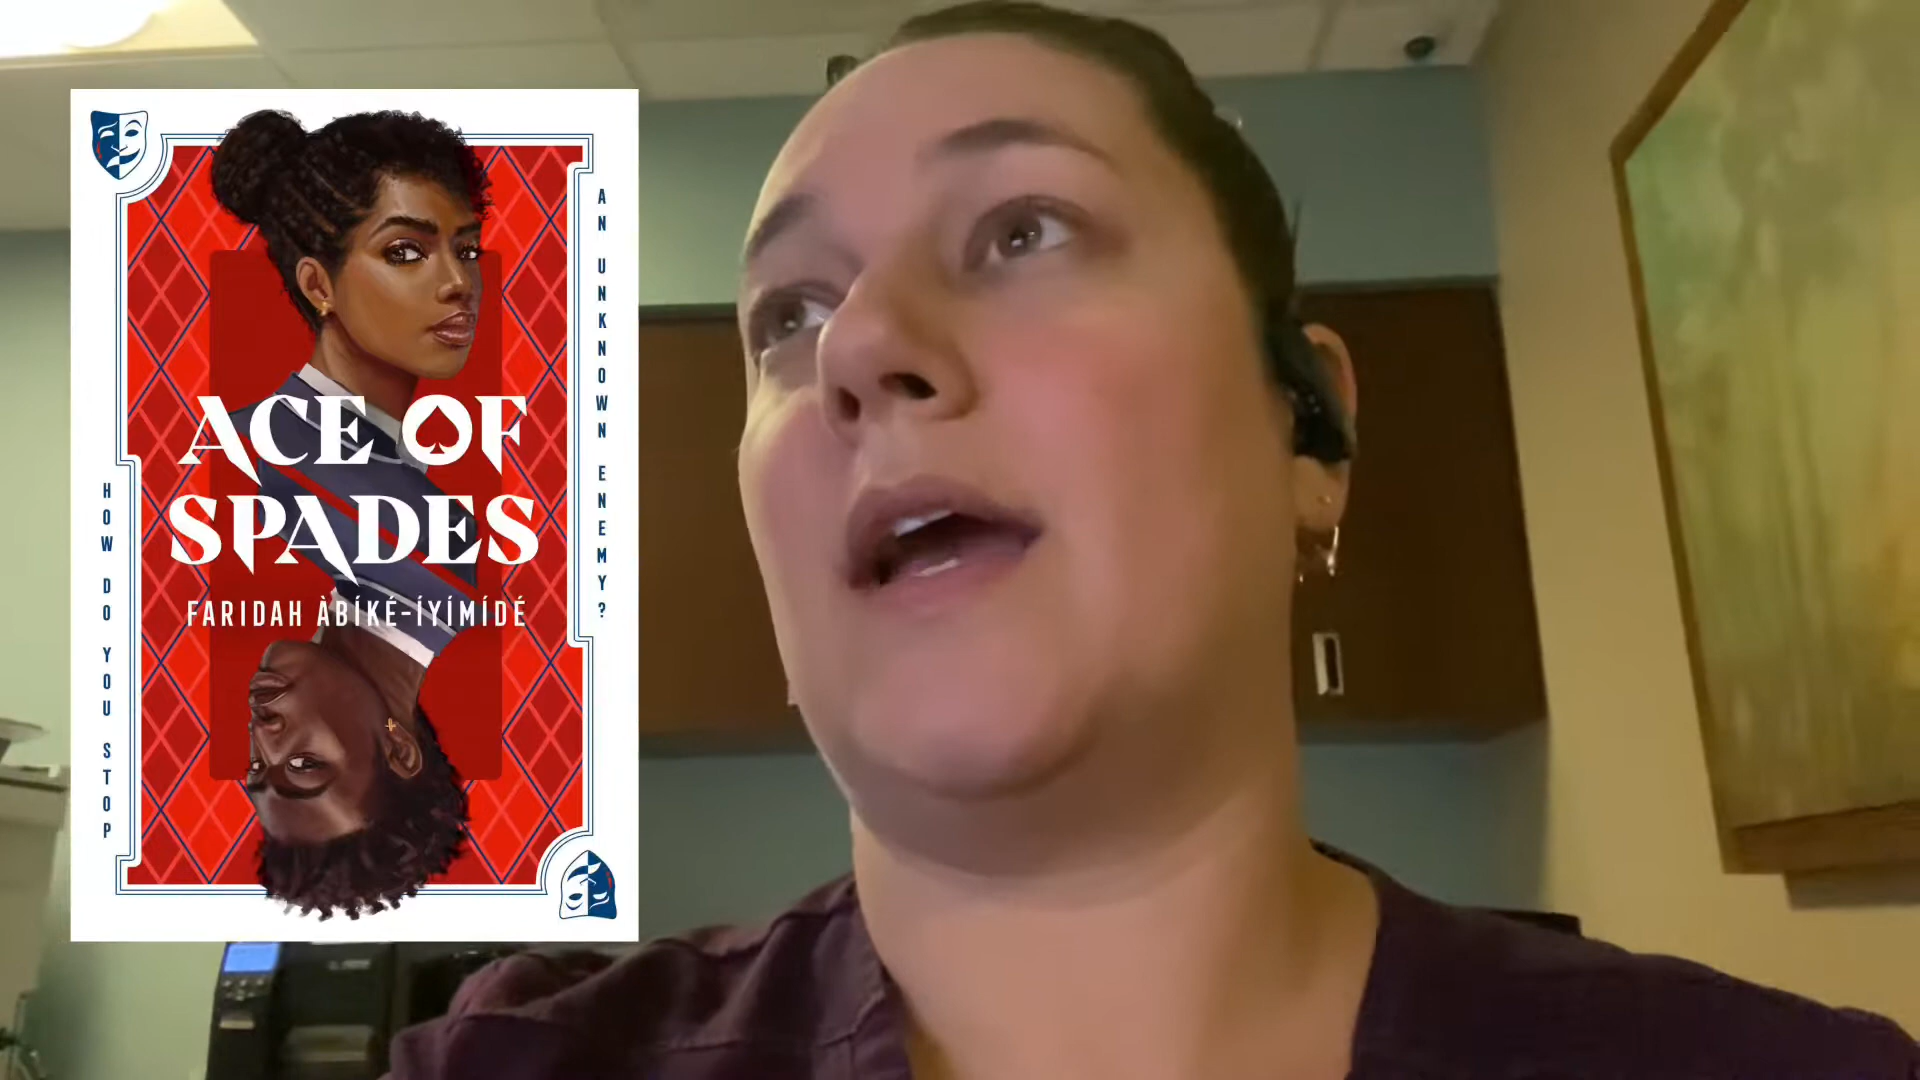 AN UNKNOWN ENEMY?
ACE OF
SPADES
FARIDAH ÀBÍKÉ-ÍYÍMÍDÉ
HOW DO YOU STOP